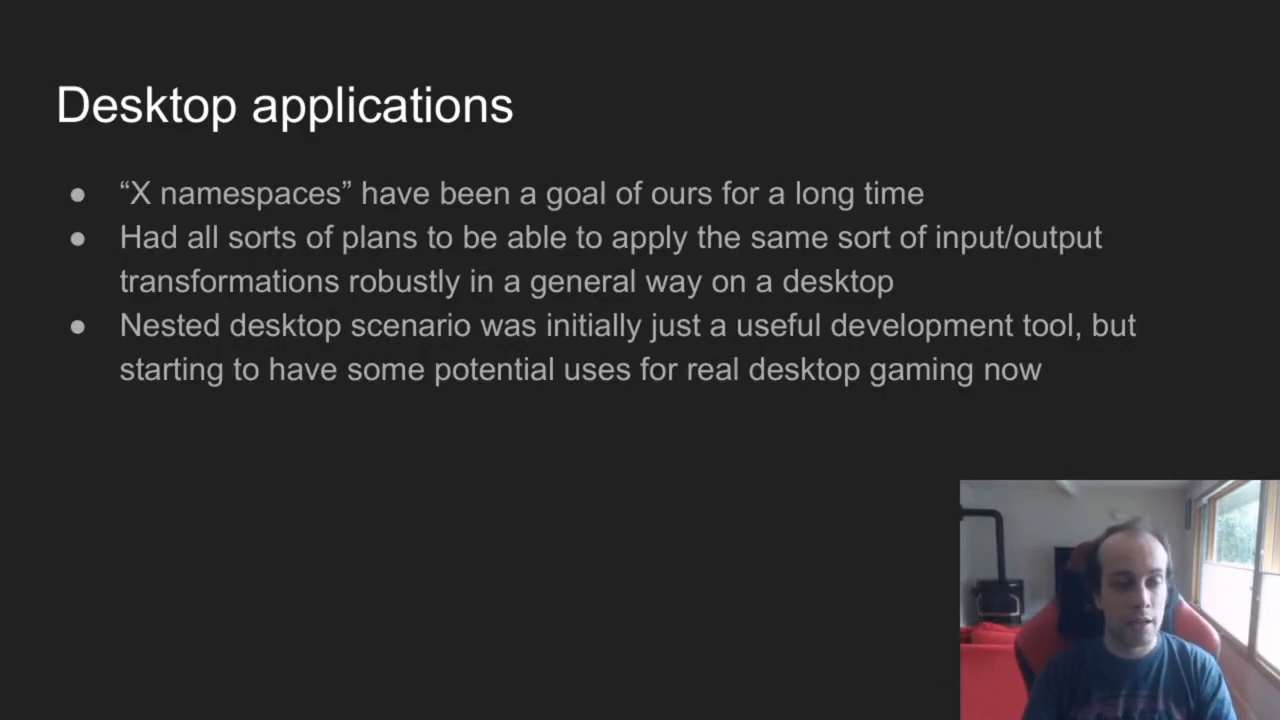 Desktop applications
● “X namespaces” have been a goal of ours for a long time
● Had all sorts of plans to be able to apply the same sort of input/output
transformations robustly in a general way on a desktop
● Nested desktop scenario was initially just a useful development tool, but
starting to have some potential uses for real desktop gaming now